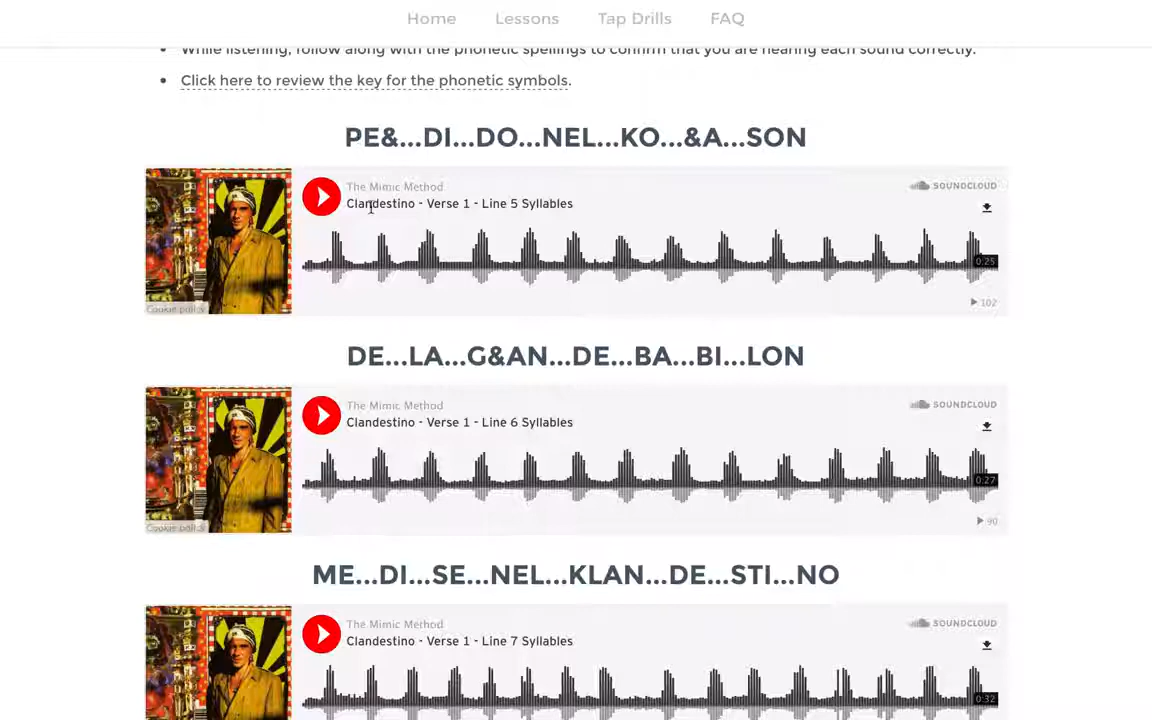 Home Lessons Tap Drills FAQ
While listening, follow along with the phonetic spellings to confirm that you are hearing each sound correctly.
Click here to review the key for the phonetic symbols.
PE&...DI...DO...NEL...KO...&A...SON
The Mimic Method
SOUNDCLOUD
Clandestino - Verse 1 - Line 5 Syllables
0:25
Cookie policy
102
DE...LA...G&AN...DE...BA...BI...LON
The Mimic Method
SOUNDCLOUD
Clandestino - Verse 1 - Line 6 Syllables
0:27
Cookie policy
90
ME...DI...SE...NEL...KLAN...DE...STI...NO
The Mimic Method
SOUNDCLOUD
Clandestino - Verse 1 - Line 7 Syllables
0:32